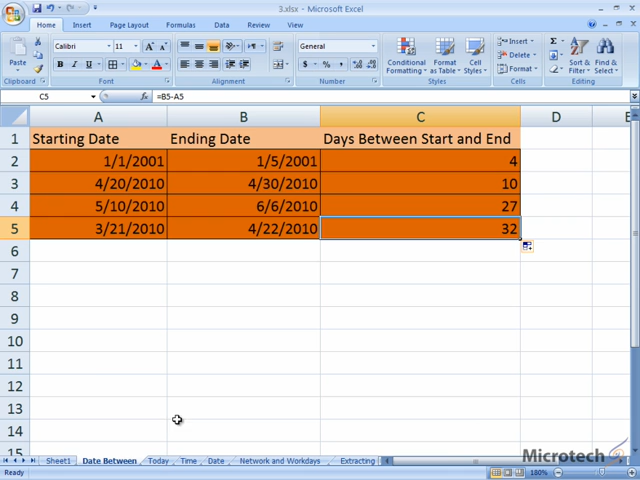 3.xlsx - Microsoft Excel
Home Insert Page Layout Formulas Data Review View
Paste
Calibri 11 A A
B I U
General
$ % ,
Conditional Formatting Format as Table Cell Styles
Insert
Delete
Format
Σ
Sort & Filter Find & Select
Clipboard Font Alignment Number Styles Cells Editing
C5 fx =B5-A5
A B C D E
1 Starting Date Ending Date Days Between Start and End
2 1/1/2001 1/5/2001 4
3 4/20/2010 4/30/2010 10
4 5/10/2010 6/6/2010 27
5 3/21/2010 4/22/2010 32
6
7
8
9
10
11
12
13
14
15
Microtech
Sheet1 Date Between Today Time Date Network and Workdays Extracting
Ready 180%